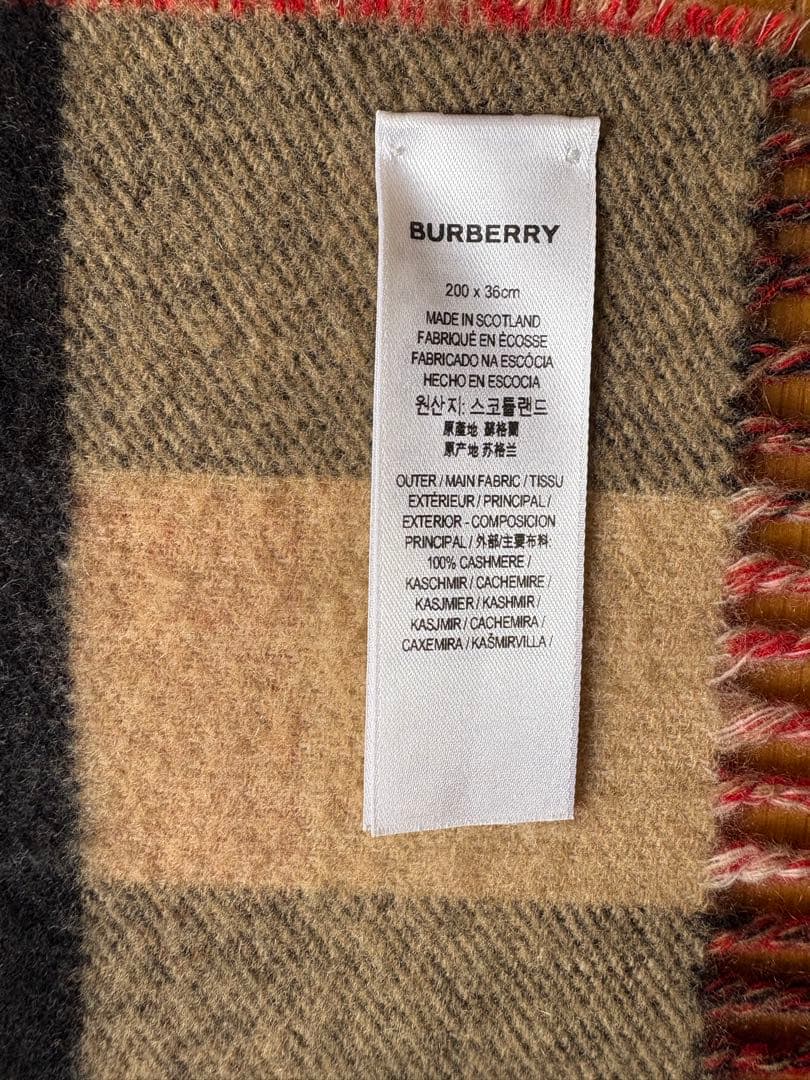 BURBERRY
200 x 36cm
MADE IN SCOTLAND
FABRIQUÉ EN ÉCOSSE
FABRICADO NA ESCÓCIA
HECHO EN ESCOCIA
원산지: 스코틀랜드
原產地 蘇格蘭
原产地 苏格兰
OUTER / MAIN FABRIC / TISSU
EXTÉRIEUR / PRINCIPAL /
EXTERIOR - COMPOSICION
PRINCIPAL / 外部/主要布料:
100% CASHMERE /
KASCHMIR / CACHEMIRE /
KASJMIER / KASHMIR /
KASJMIR / CACHEMIRA /
CAXEMIRA / KAŠMIRVILLA /